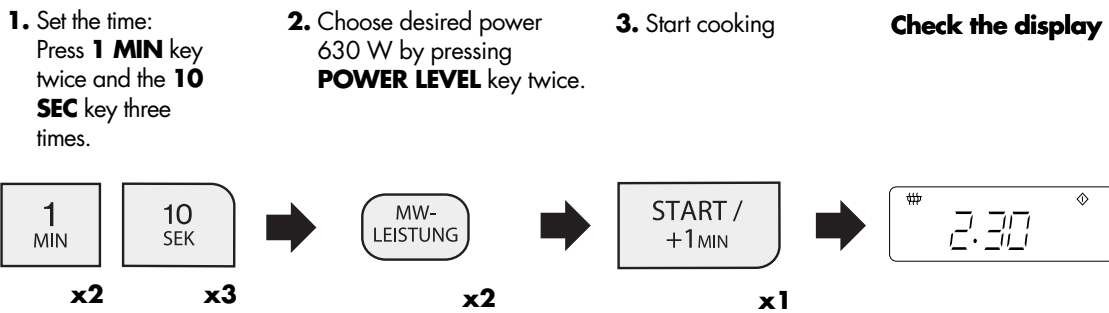 1. Set the time:
Press 1 MIN key
twice and the 10
SEC key three
times.
2. Choose desired power
630 W by pressing
POWER LEVEL key twice.
3. Start cooking
Check the display
1
MIN
x2
10
SEK
x3
MW-
LEISTUNG
x2
START /
+1MIN
x1
2.30